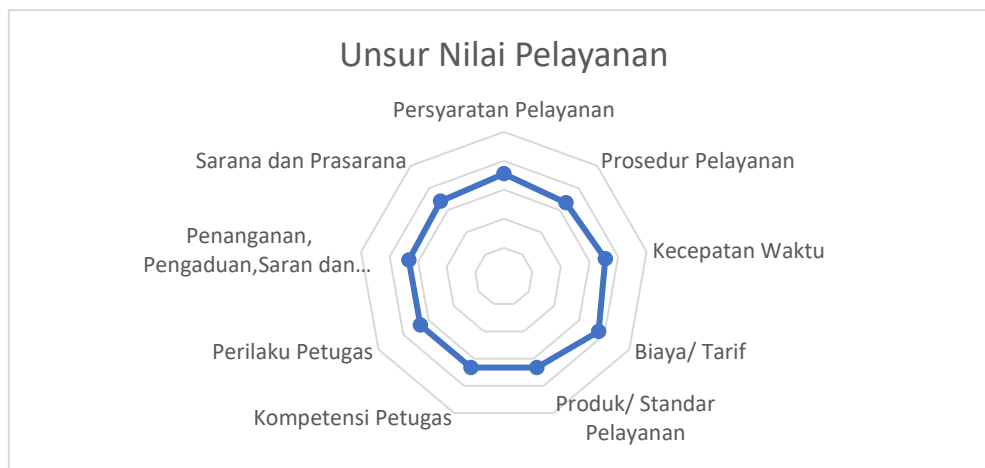 Unsur Nilai Pelayanan
Persyaratan Pelayanan
Sarana dan Prasarana
Prosedur Pelayanan
Penanganan,
Pengaduan,Saran dan...
Kecepatan Waktu
Perilaku Petugas
Biaya/ Tarif
Kompetensi Petugas
Produk/ Standar
Pelayanan